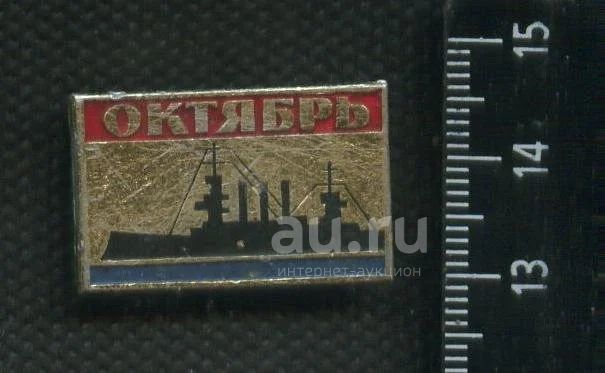 ОКТЯБРЬ
au.ru
интернет-аукцион
15
14
13